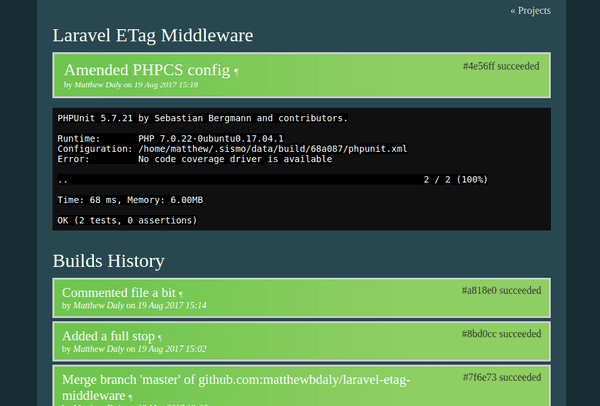 « Projects
Laravel ETag Middleware
Amended PHPCS config ¶
#4e56ff succeeded
by Matthew Daly on 19 Aug 2017 15:18
PHPUnit 5.7.21 by Sebastian Bergmann and contributors.
Runtime: PHP 7.0.22-0ubuntu0.17.04.1
Configuration: /home/matthew/.sismo/data/build/68a087/phpunit.xml
Error: No code coverage driver is available
.. 2 / 2 (100%)
Time: 68 ms, Memory: 6.00MB
OK (2 tests, 0 assertions)
Builds History
Commented file a bit ¶
#a818e0 succeeded
by Matthew Daly on 19 Aug 2017 15:14
Added a full stop ¶
#8bd0cc succeeded
by Matthew Daly on 19 Aug 2017 15:02
Merge branch 'master' of github.com:matthewbdaly/laravel-etag-
middleware ¶
#7f6e73 succeeded